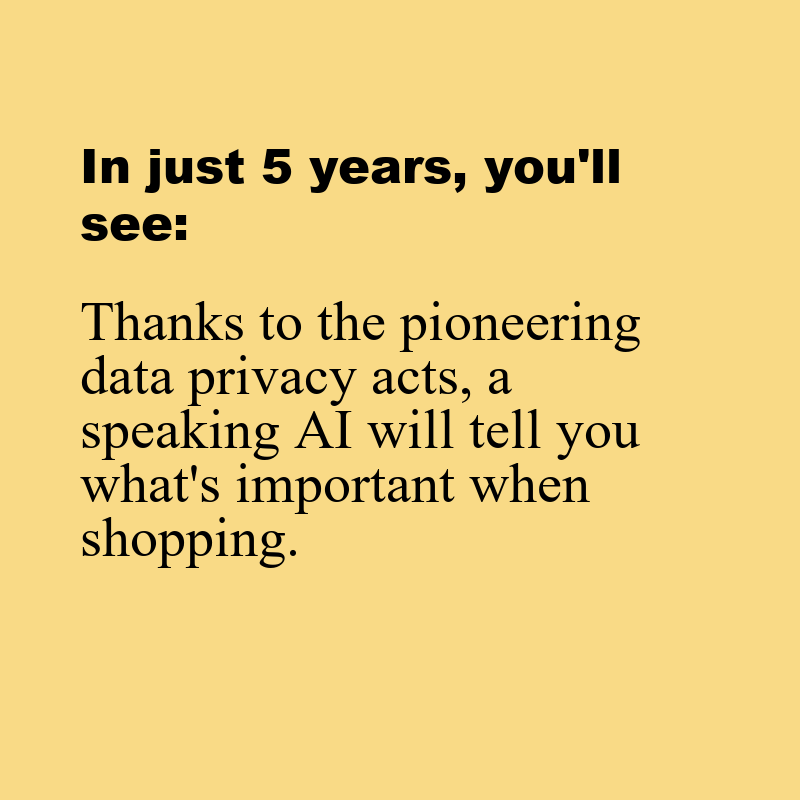 In just 5 years, you'll
see:
Thanks to the pioneering
data privacy acts, a
speaking AI will tell you
what's important when
shopping.